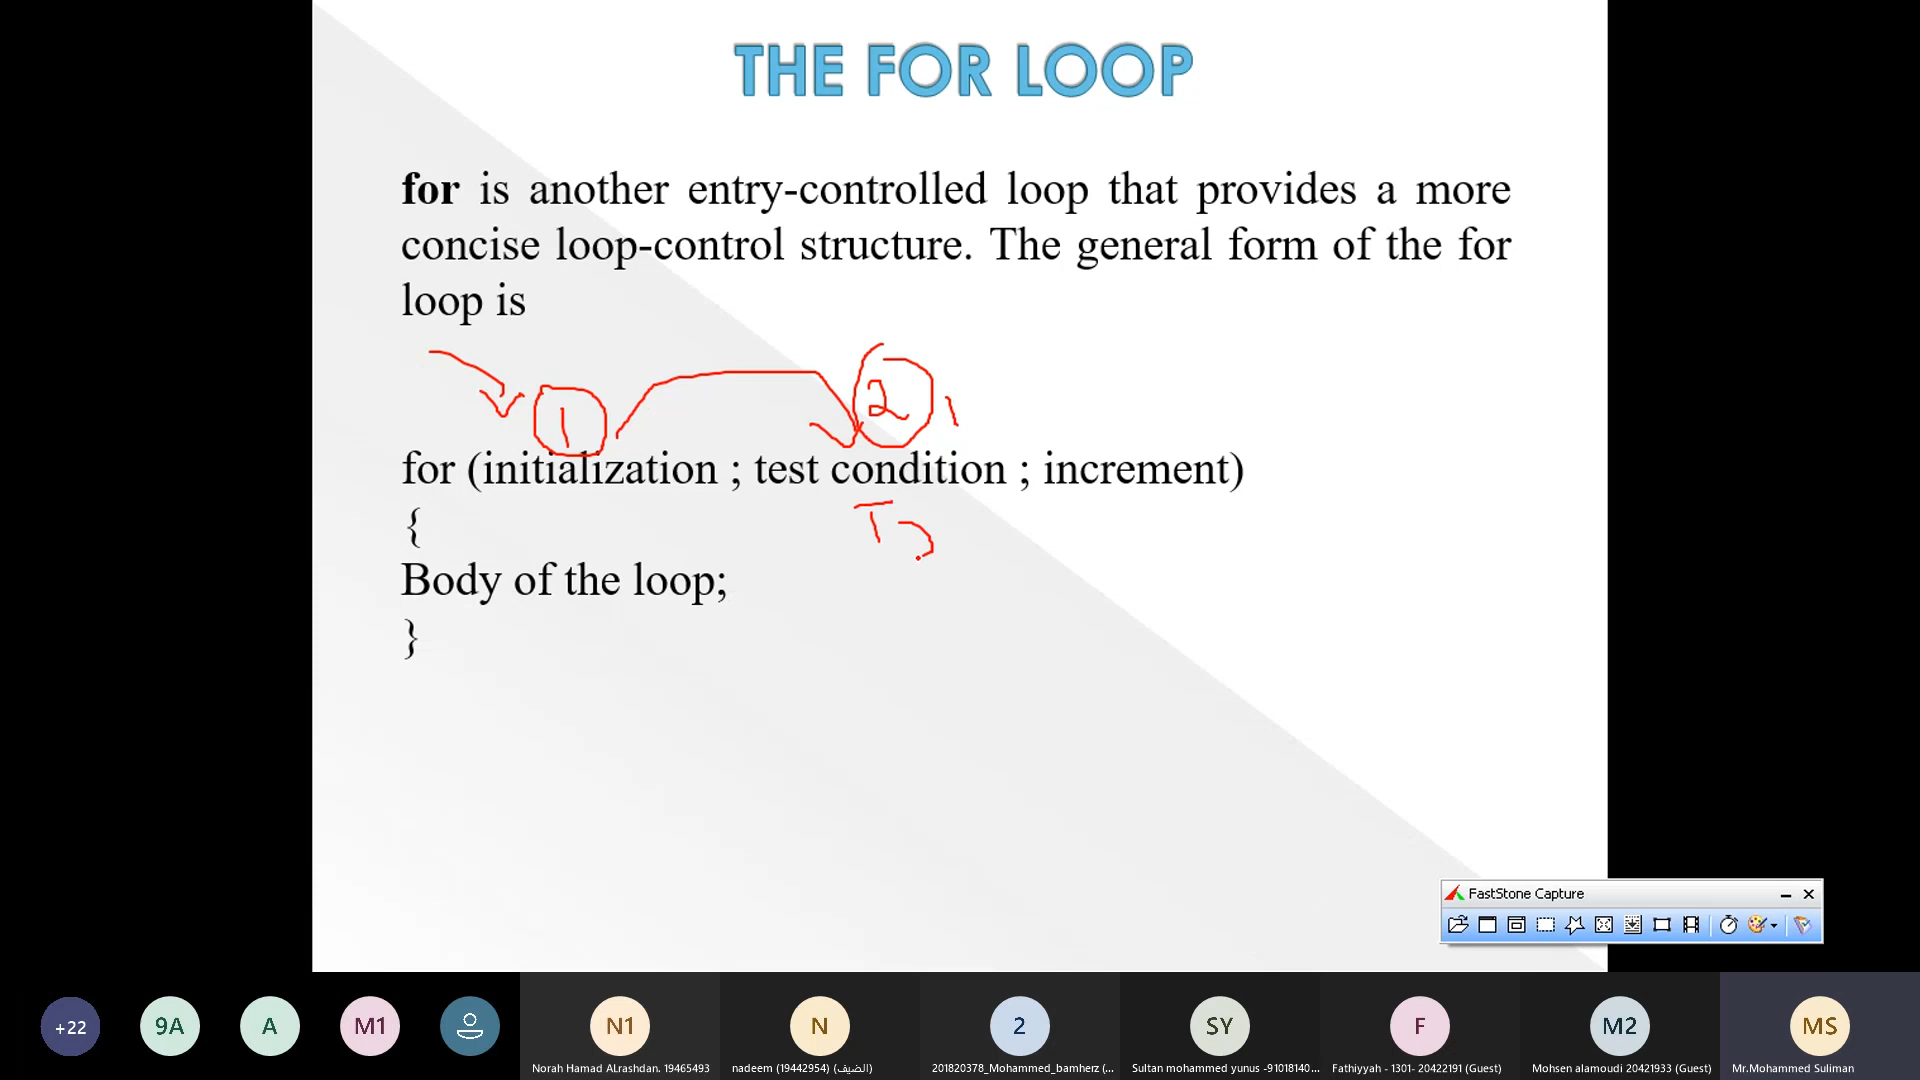 THE FOR LOOP
for is another entry-controlled loop that provides a more
concise loop-control structure. The general form of the for
loop is
1 2
for (initialization ; test condition ; increment)
T
{
Body of the loop;
}
FastStone Capture
+22 9A A M1 N1 N 2 SY F M2 MS
Norah Hamad ALrashdan. 19465493 nadeem (19442954) (الضيف) 201820378_Mohammed_bamherz (... Sultan mohammed yunus -91018140... Fathiyyah - 1301- 20422191 (Guest) Mohsen alamoudi 20421933 (Guest) Mr.Mohammed Suliman